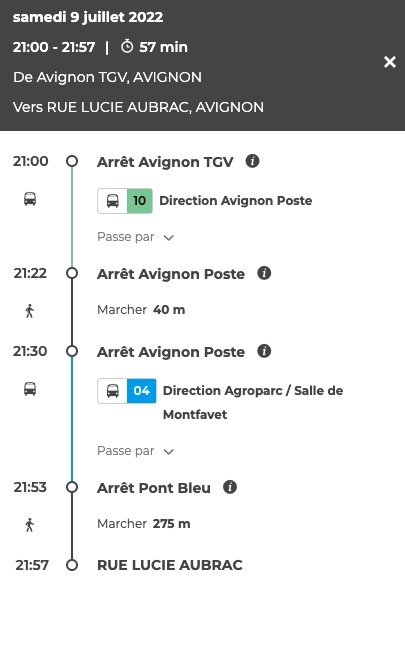 samedi 9 juillet 2022
21:00 - 21:57 | 57 min
De Avignon TGV, AVIGNON
Vers RUE LUCIE AUBRAC, AVIGNON
21:00 Arrêt Avignon TGV i
10 Direction Avignon Poste
Passe par
21:22 Arrêt Avignon Poste i
Marcher 40 m
21:30 Arrêt Avignon Poste i
04 Direction Agroparc / Salle de
Montfavet
Passe par
21:53 Arrêt Pont Bleu i
Marcher 275 m
21:57 RUE LUCIE AUBRAC